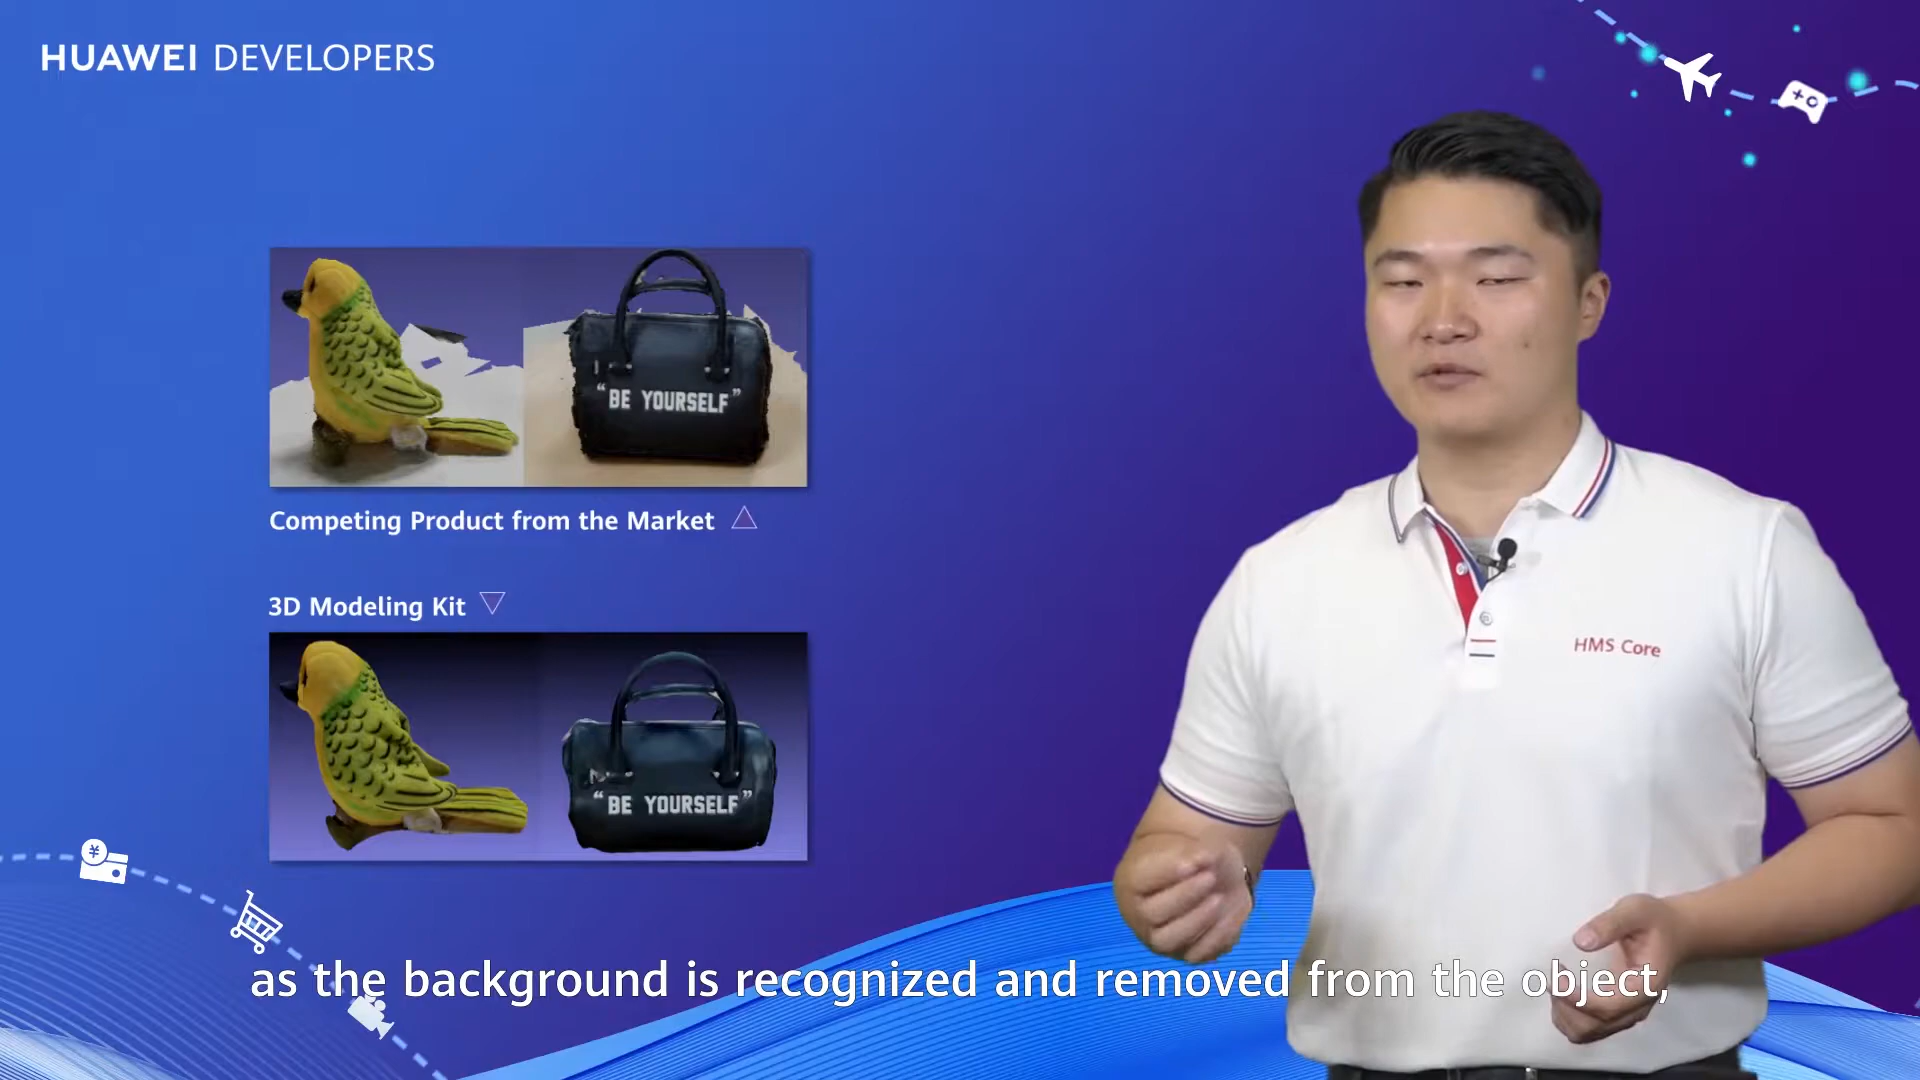 HUAWEI DEVELOPERS
"BE YOURSELF"
Competing Product from the Market
3D Modeling Kit
"BE YOURSELF"
HMS Core
as the background is recognized and removed from the object,